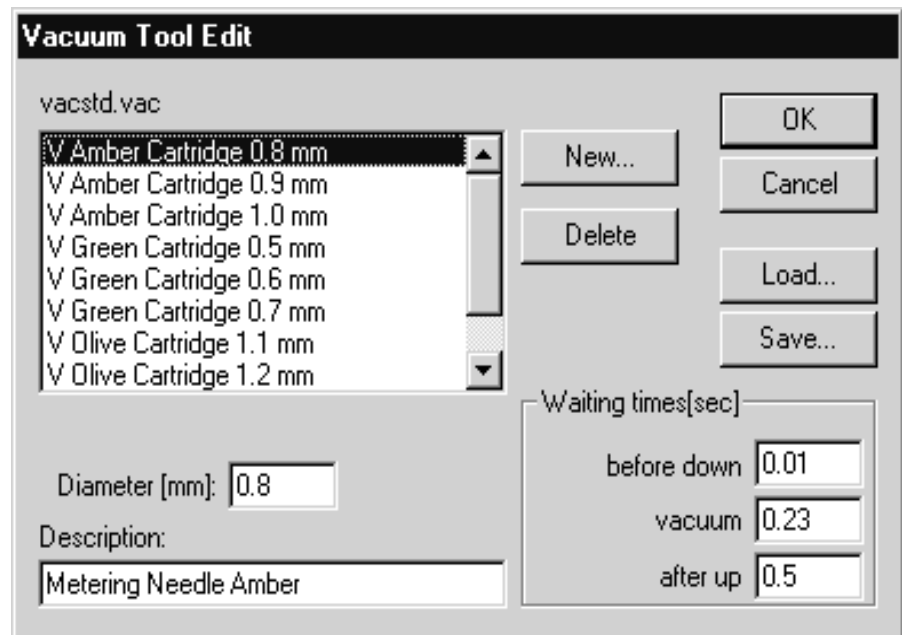 Vacuum Tool Edit
vacstd.vac
V Amber Cartridge 0.8 mm
V Amber Cartridge 0.9 mm
V Amber Cartridge 1.0 mm
V Green Cartridge 0.5 mm
V Green Cartridge 0.6 mm
V Green Cartridge 0.7 mm
V Olive Cartridge 1.1 mm
V Olive Cartridge 1.2 mm
New...
Delete
OK
Cancel
Load...
Save...
Diameter [mm]: 0.8
Description:
Metering Needle Amber
Waiting times[sec]
before down 0.01
vacuum 0.23
after up 0.5